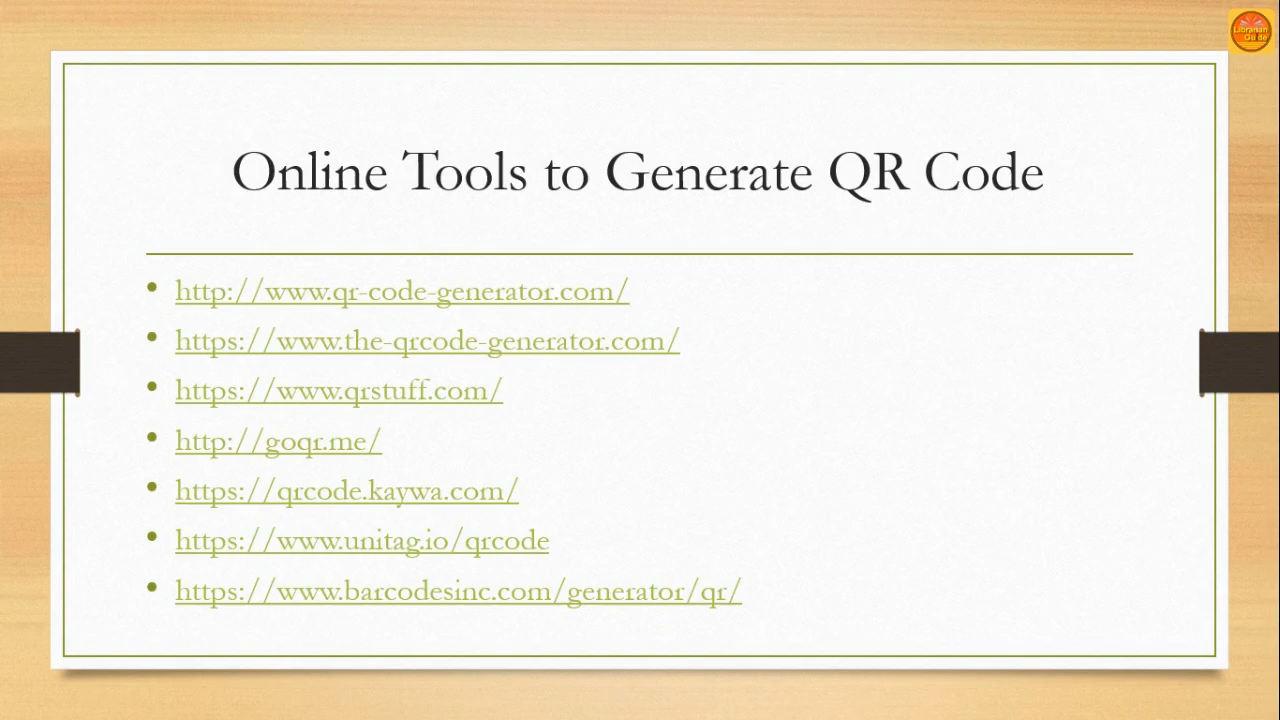 Librarian
Guide
Online Tools to Generate QR Code
• http://www.qr-code-generator.com/
• https://www.the-qrcode-generator.com/
• https://www.qrstuff.com/
• http://goqr.me/
• https://qrcode.kaywa.com/
• https://www.unitag.io/qrcode
• https://www.barcodesinc.com/generator/qr/